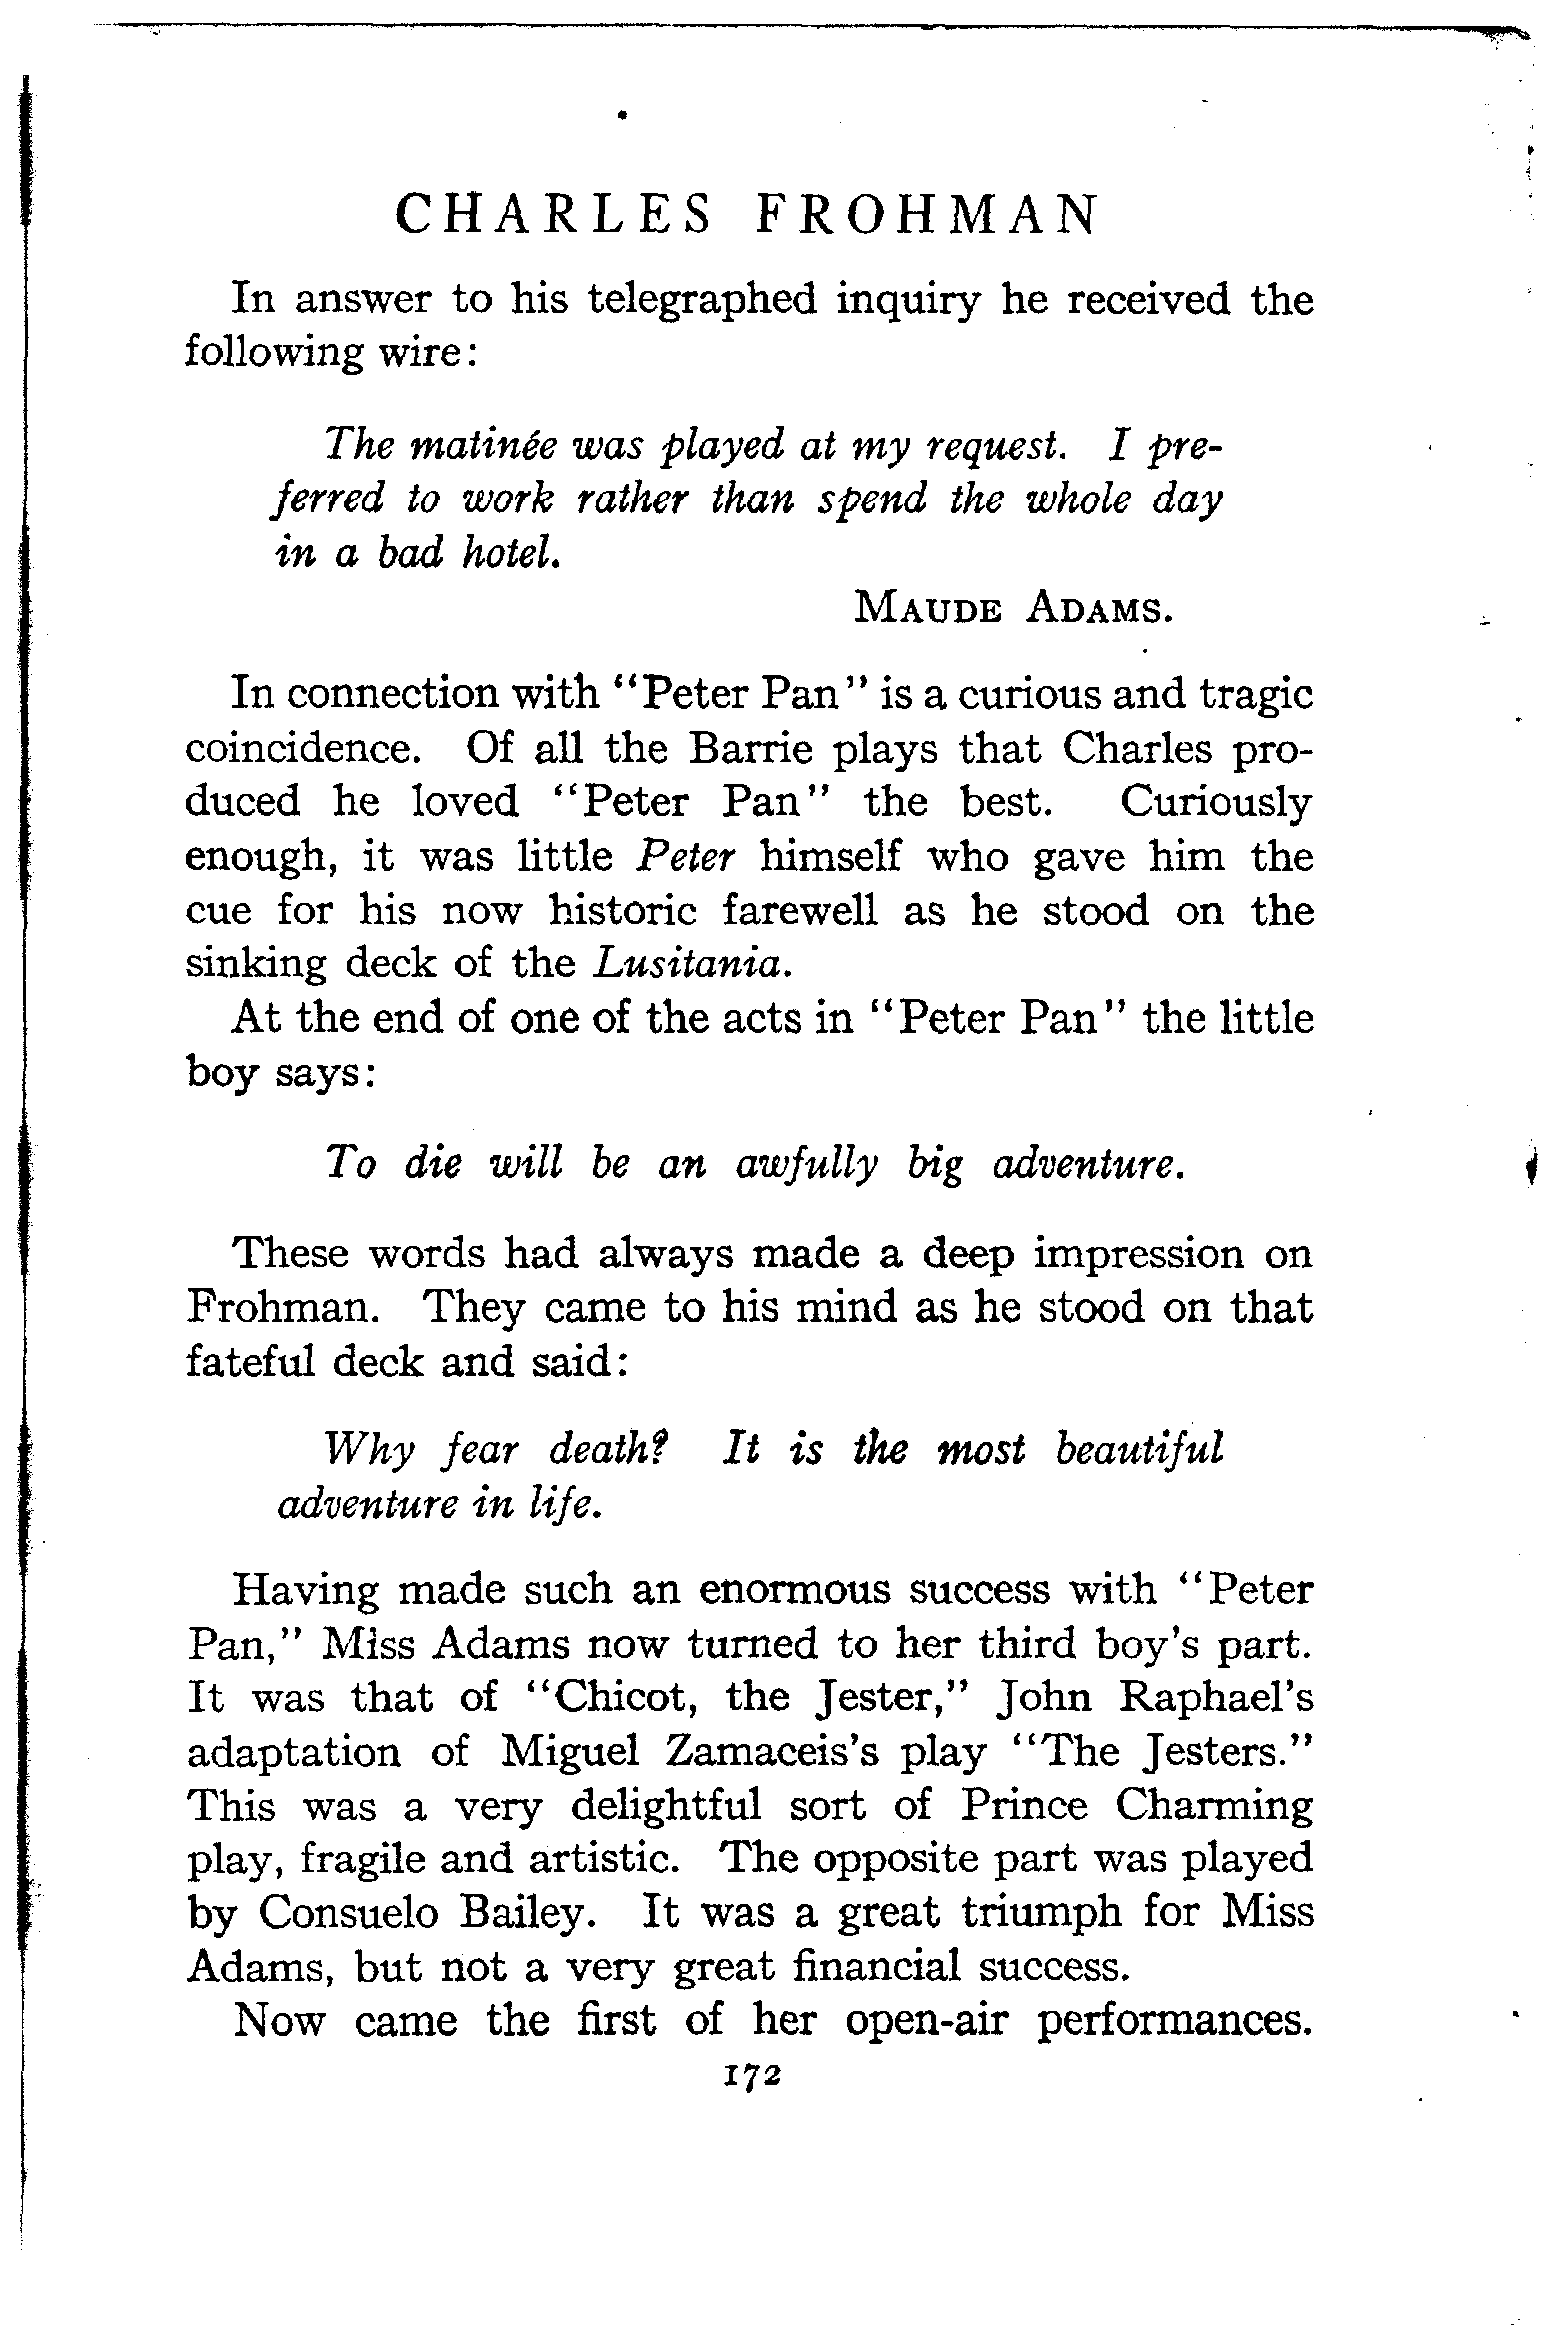 CHARLES FROHMAN
In answer to his telegraphed inquiry he received the
following wire:
The matinée was played at my request. I pre-
ferred to work rather than spend the whole day
in a bad hotel.
MAUDE ADAMS.
In connection with "Peter Pan" is a curious and tragic
coincidence. Of all the Barrie plays that Charles pro-
duced he loved "Peter Pan" the best. Curiously
enough, it was little Peter himself who gave him the
cue for his now historic farewell as he stood on the
sinking deck of the Lusitania.
At the end of one of the acts in "Peter Pan" the little
boy says:
To die will be an awfully big adventure.
These words had always made a deep impression on
Frohman. They came to his mind as he stood on that
fateful deck and said:
Why fear death? It is the most beautiful
adventure in life.
Having made such an enormous success with "Peter
Pan," Miss Adams now turned to her third boy's part.
It was that of "Chicot, the Jester," John Raphael's
adaptation of Miguel Zamaceis's play "The Jesters."
This was a very delightful sort of Prince Charming
play, fragile and artistic. The opposite part was played
by Consuelo Bailey. It was a great triumph for Miss
Adams, but not a very great financial success.
Now came the first of her open-air performances.
172